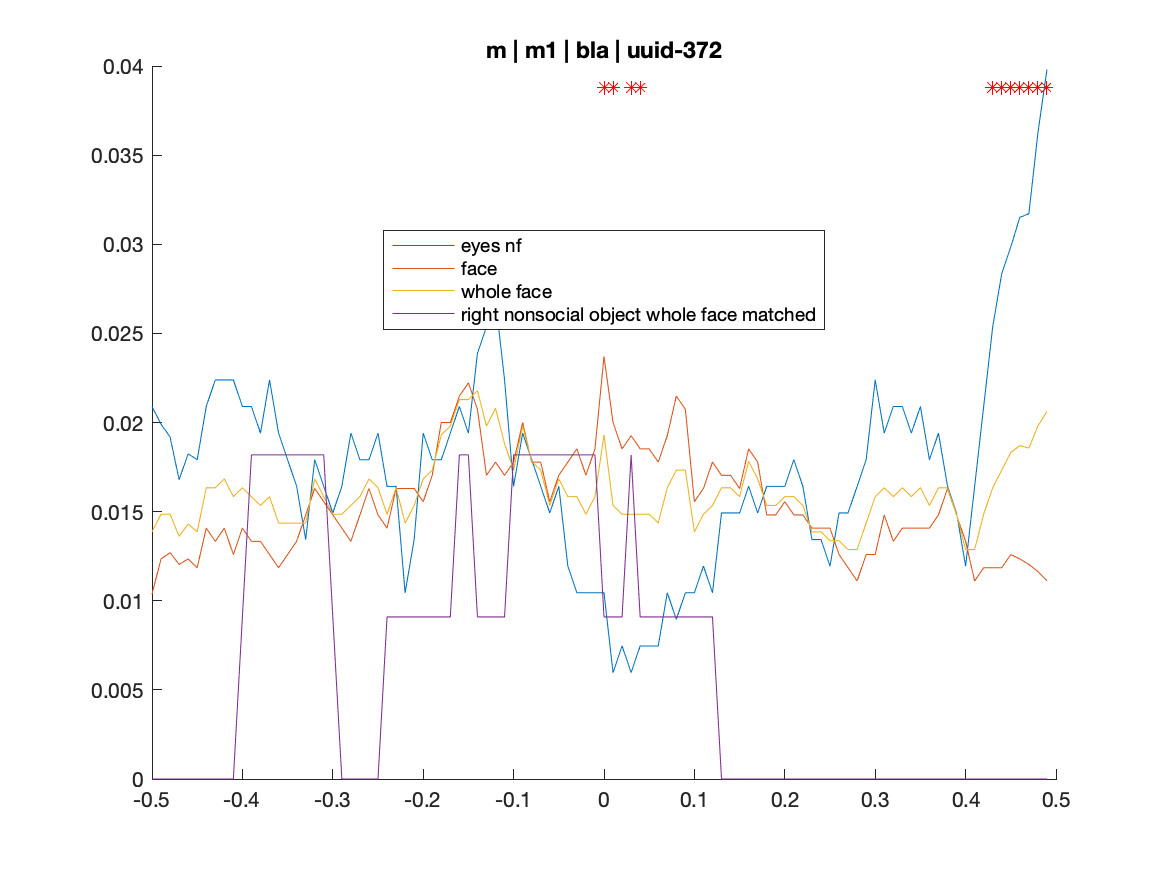 m | m1 | bla | uuid-372
0.04
0.035
0.03
0.025
0.02
0.015
0.01
0.005
0
eyes nf
face
whole face
right nonsocial object whole face matched
-0.5 -0.4 -0.3 -0.2 -0.1 0 0.1 0.2 0.3 0.4 0.5